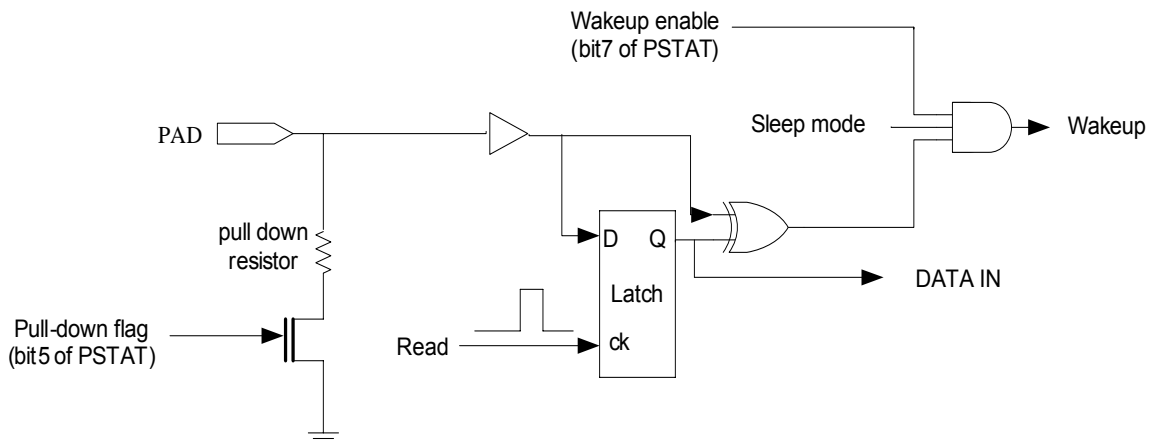 Wakeup enable
(bit7 of PSTAT)
PAD
Sleep mode
Wakeup
pull down
resistor
D Q
Latch
ck
DATA IN
Pull-down flag
(bit5 of PSTAT)
Read